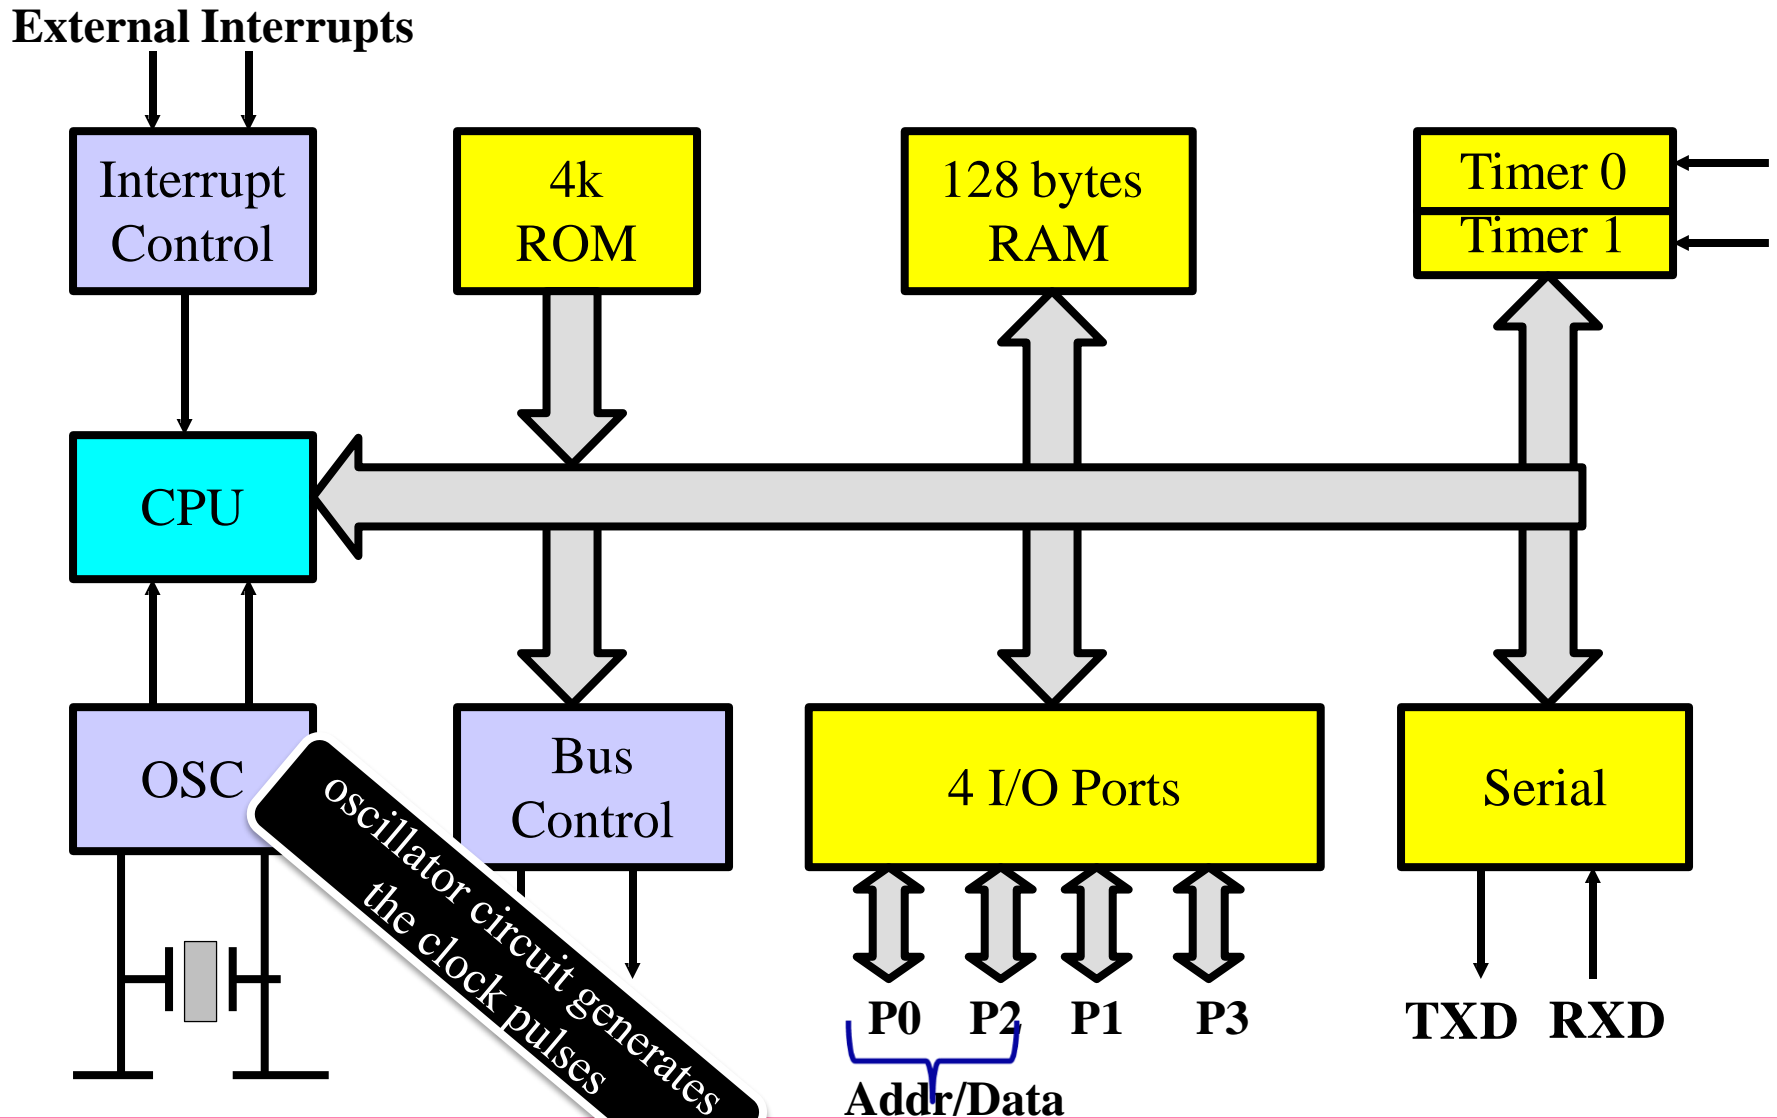 External Interrupts
Interrupt
Control
4k
ROM
128 bytes
RAM
Timer 0
Timer 1
CPU
OSC
Bus
Control
4 I/O Ports
Serial
oscillator circuit generates
the clock pulses
P0 P2 P1 P3
TXD RXD
Addr/Data